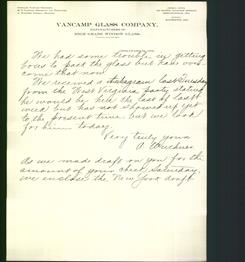 VANCAMP GLASS COMPANY,
MANUFACTURERS OF
HIGH GRADE WINDOW GLASS.
We had some trouble in getting
boxes to pack the glass but have over-
come that now.
We received a telegram last Tuesday
from the West Virginia party stating
he would be here the last of last
week but has not showed up yet
to the present time but we look
for him today.
Very truly yours
A
As we made draft on you for the
amount of your check Saturday,
we enclose the New York draft